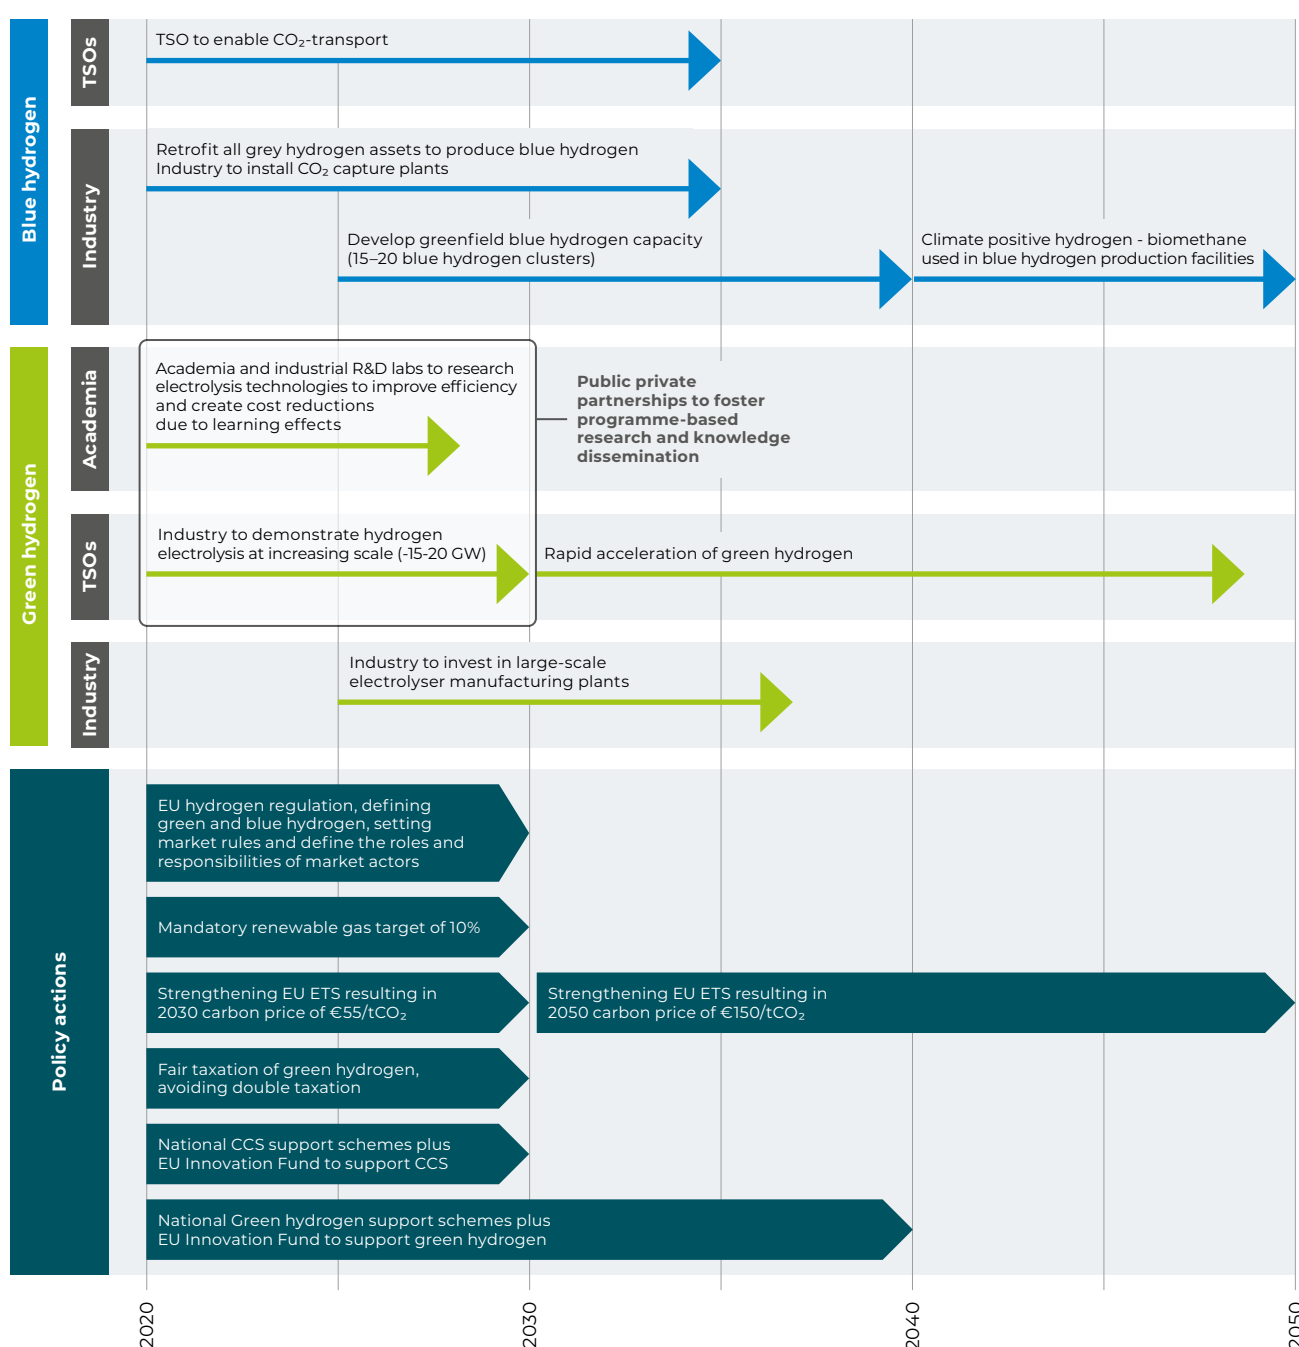 Blue hydrogen
TSOs
TSO to enable CO₂-transport
Industry
Retrofit all grey hydrogen assets to produce blue hydrogen
Industry to install CO₂ capture plants
Develop greenfield blue hydrogen capacity
(15–20 blue hydrogen clusters)
Climate positive hydrogen - biomethane
used in blue hydrogen production facilities
Green hydrogen
Academia
Academia and industrial R&D labs to research
electrolysis technologies to improve efficiency
and create cost reductions
due to learning effects
Public private
partnerships to foster
programme-based
research and knowledge
dissemination
TSOs
Industry to demonstrate hydrogen
electrolysis at increasing scale (-15-20 GW)
Rapid acceleration of green hydrogen
Industry
Industry to invest in large-scale
electrolyser manufacturing plants
Policy actions
EU hydrogen regulation, defining
green and blue hydrogen, setting
market rules and define the roles and
responsibilities of market actors
Mandatory renewable gas target of 10%
Strengthening EU ETS resulting in
2030 carbon price of €55/tCO₂
Strengthening EU ETS resulting in
2050 carbon price of €150/tCO₂
Fair taxation of green hydrogen,
avoiding double taxation
National CCS support schemes plus
EU Innovation Fund to support CCS
National Green hydrogen support schemes plus
EU Innovation Fund to support green hydrogen
2020
2030
2040
2050